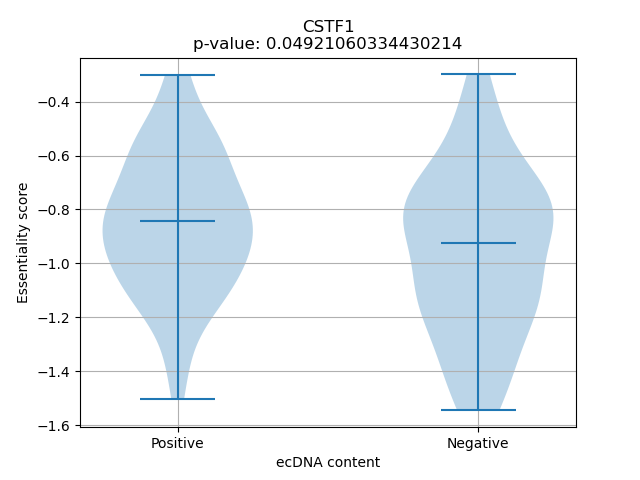 CSTF1
p-value: 0.04921060334430214
Essentiality score
−0.4
−0.6
−0.8
−1.0
−1.2
−1.4
−1.6
Positive
Negative
ecDNA content